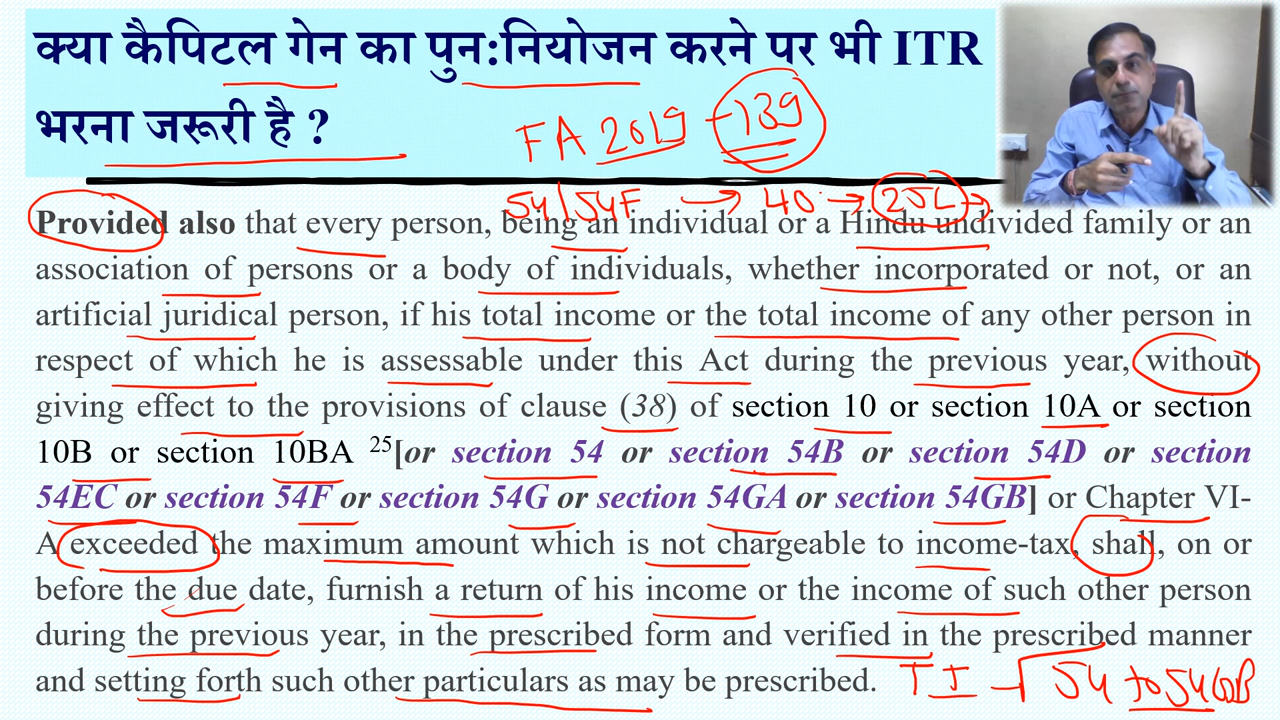 क्या कैपिटल गेन का पुन:नियोजन करने पर भी ITR
भरना जरूरी है ?
FA 2019 – 139
54/54F → 40 → 25L →
Provided also that every person, being an individual or a Hindu undivided family or an
association of persons or a body of individuals, whether incorporated or not, or an
artificial juridical person, if his total income or the total income of any other person in
respect of which he is assessable under this Act during the previous year, without
giving effect to the provisions of clause (38) of section 10 or section 10A or section
10B or section 10BA 25[or section 54 or section 54B or section 54D or section
54EC or section 54F or section 54G or section 54GA or section 54GB] or Chapter VI-
A exceeded the maximum amount which is not chargeable to income-tax, shall, on or
before the due date, furnish a return of his income or the income of such other person
during the previous year, in the prescribed form and verified in the prescribed manner
and setting forth such other particulars as may be prescribed.
TI – 54 to 54GB